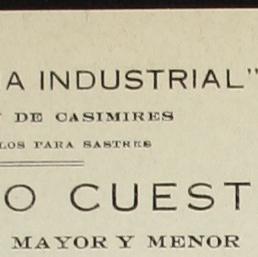 A INDUSTRIAL"
Y DE CASIMIRES
LOS PARA SASTRES
O CUEST
MAYOR Y MENOR